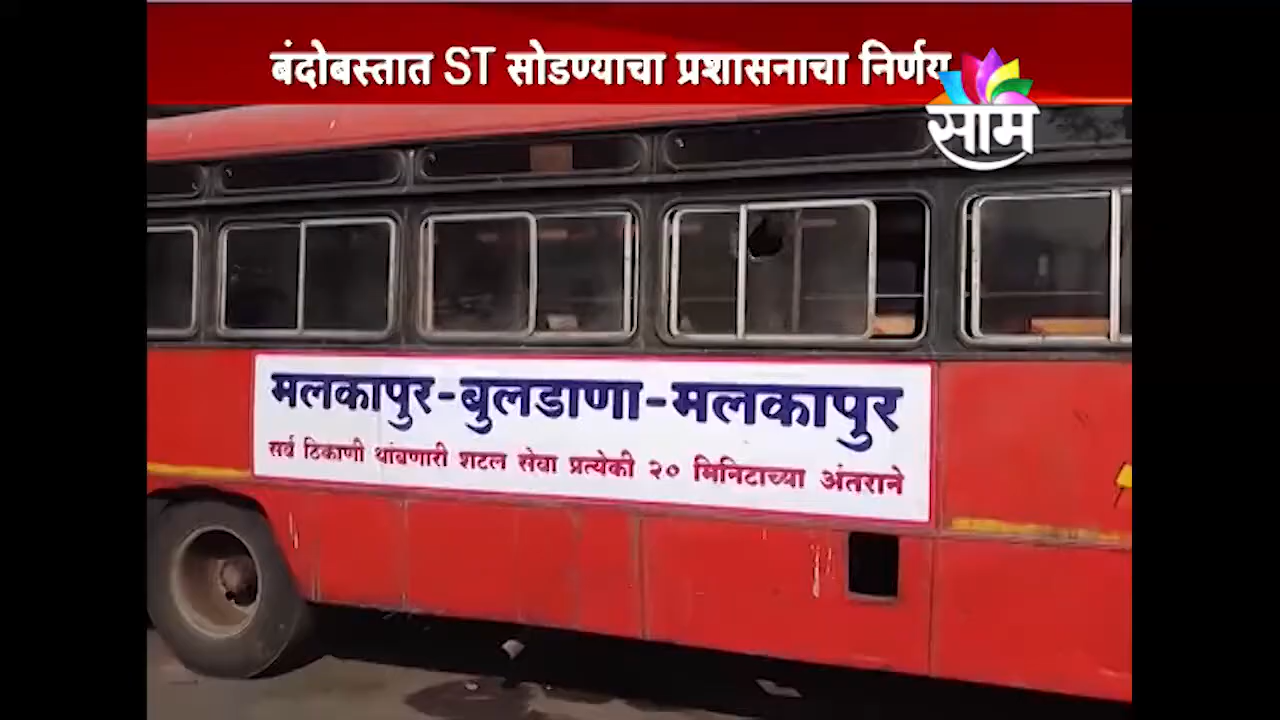 बंदोबस्तात ST सोडण्याचा प्रशासनाचा निर्णय
साम
मलकापुर-बुलडाणा-मलकापुर
सर्व ठिकाणी थांबणारी शटल सेवा प्रत्येकी २० मिनिटाच्या अंतराने